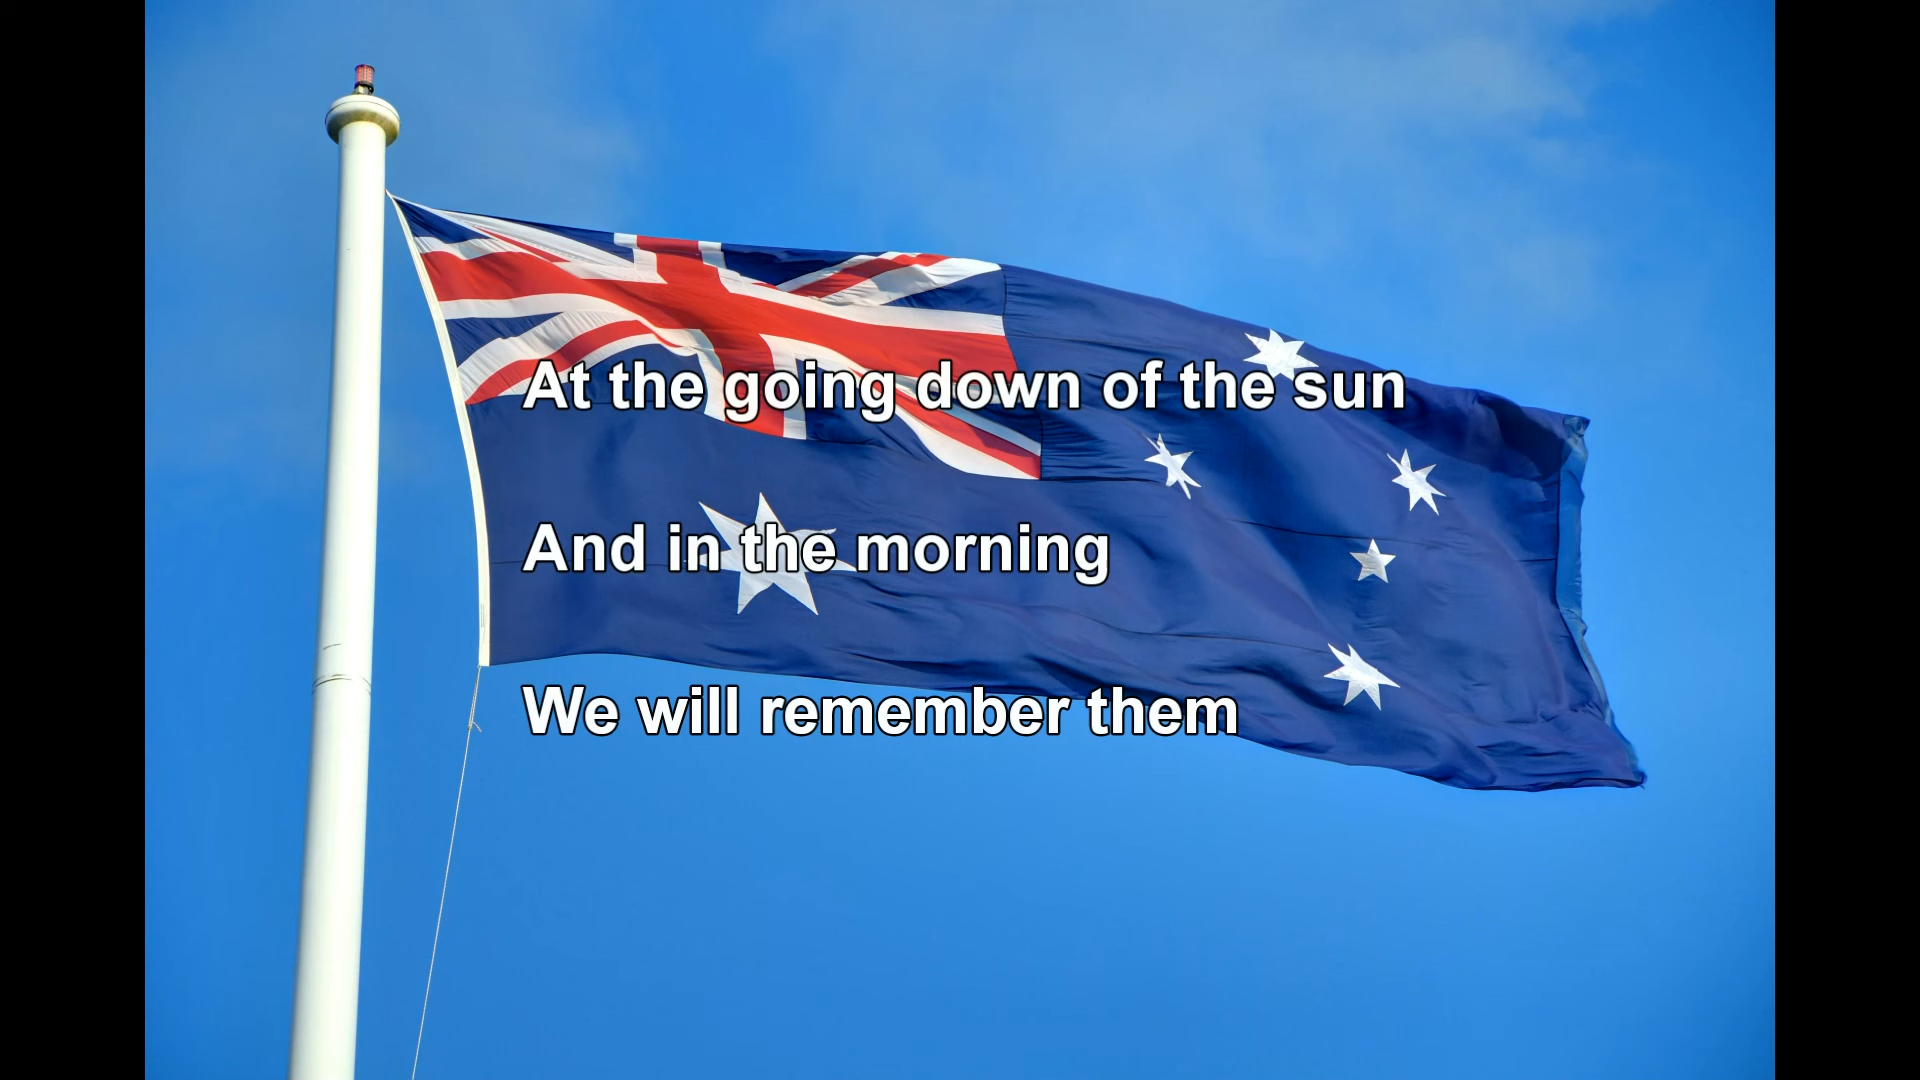 At the going down of the sun
And in the morning
We will remember them